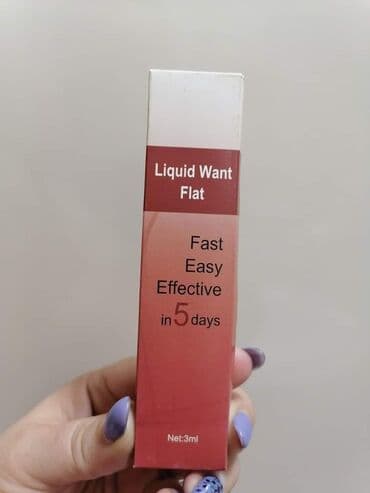 Liquid Want
Flat
Fast
Easy
Effective
in 5 days
Net:3ml